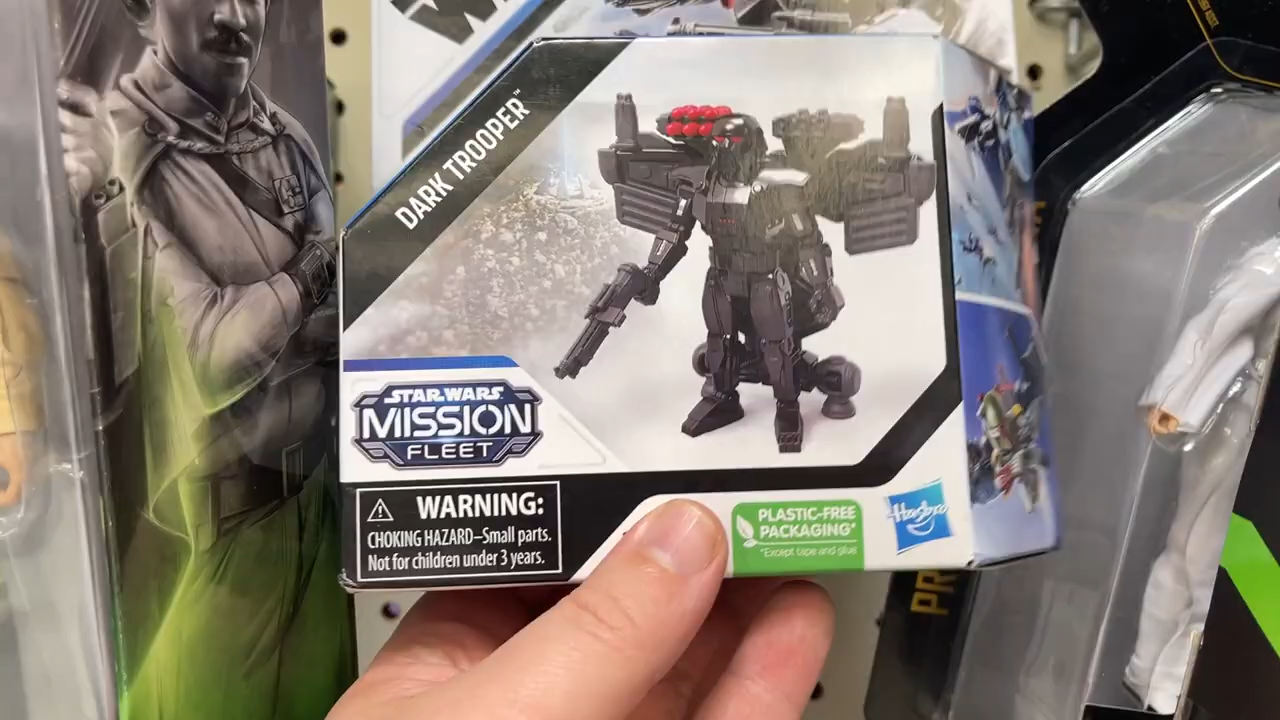 DARK TROOPER™
STAR WARS
MISSION
FLEET
WARNING:
CHOKING HAZARD–Small parts.
Not for children under 3 years.
PLASTIC-FREE
PACKAGING*
*Except tape and glue
Hasbro
PR